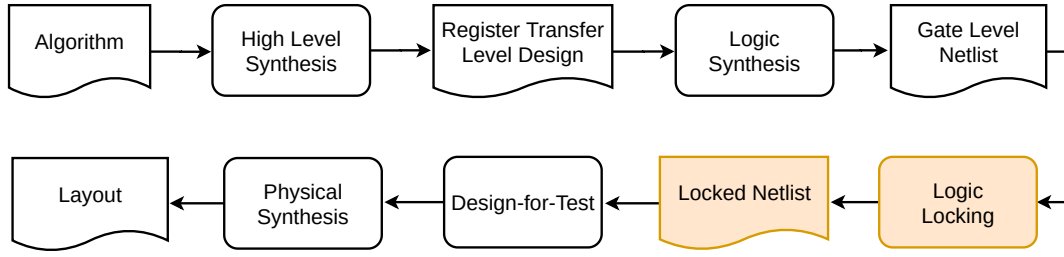 Algorithm
High Level
Synthesis
Register Transfer
Level Design
Logic
Synthesis
Gate Level
Netlist
Layout
Physical
Synthesis
Design-for-Test
Locked Netlist
Logic
Locking